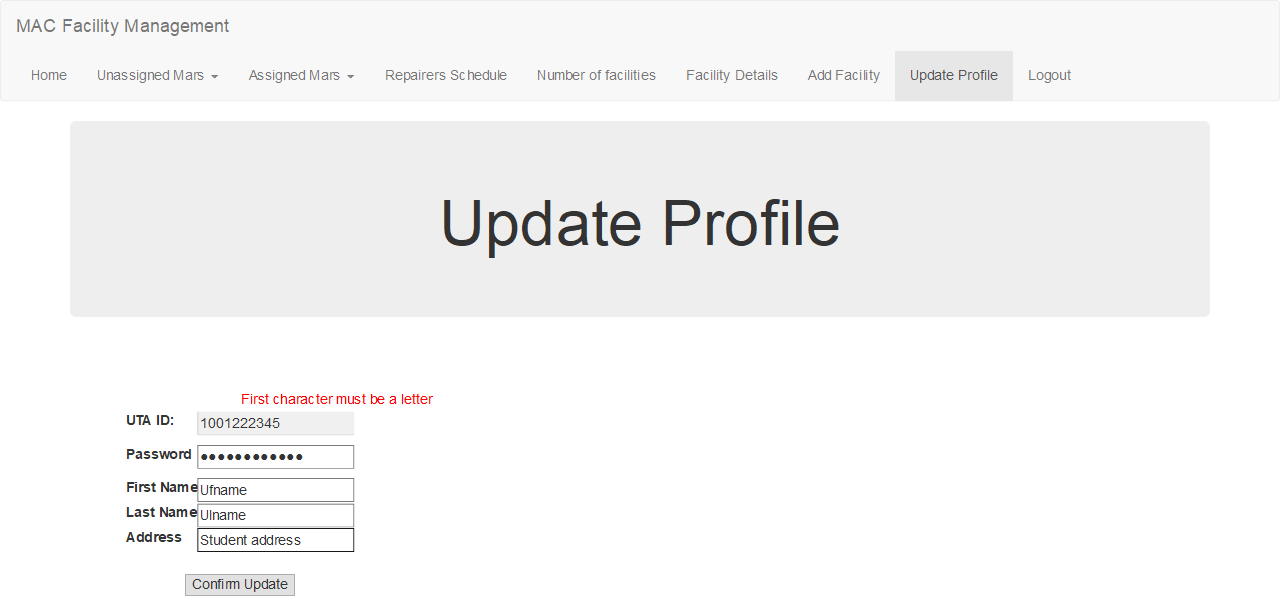 MAC Facility Management
Home Unassigned Mars Assigned Mars Repairers Schedule Number of facilities Facility Details Add Facility Update Profile Logout
Update Profile
First character must be a letter
UTA ID: 1001222345
Password ●●●●●●●●●●●●
First Name Ufname
Last Name Ulname
Address Student address
Confirm Update